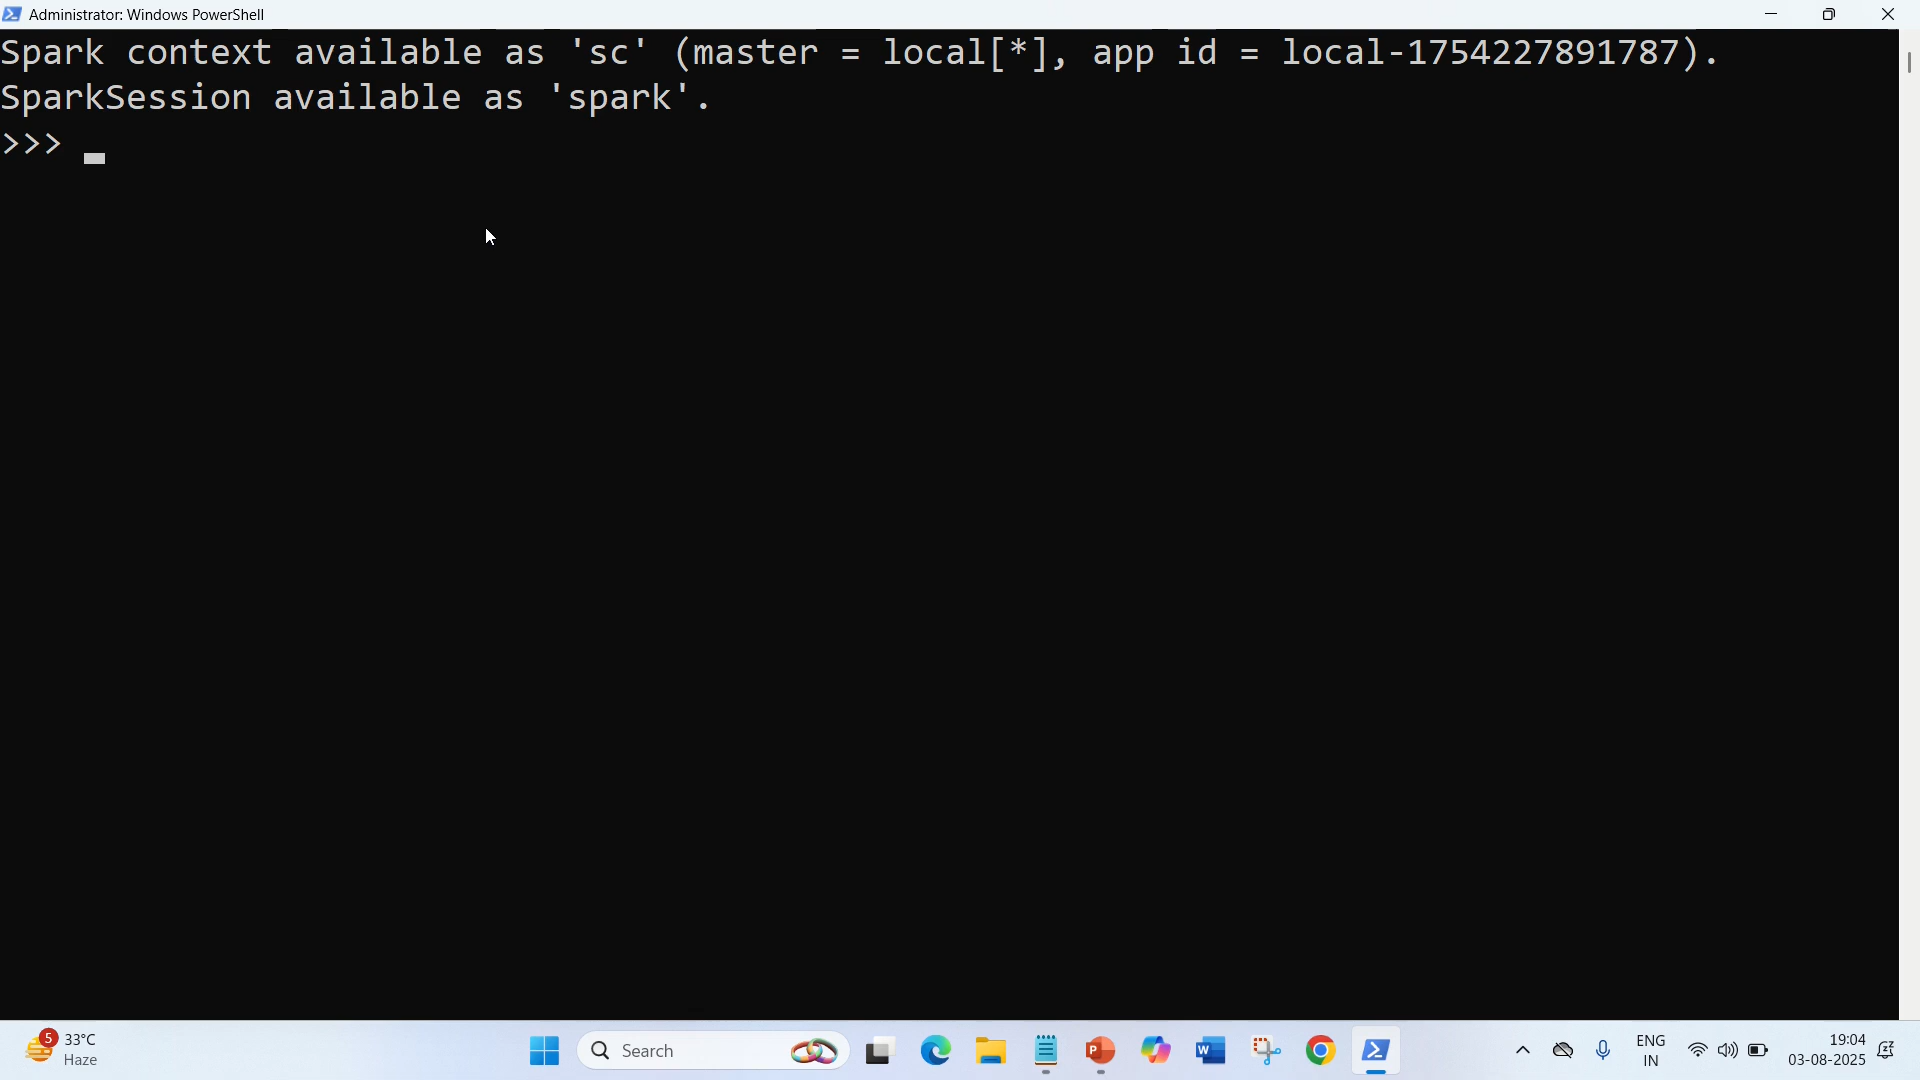 Administrator: Windows PowerShell
Spark context available as 'sc' (master = local[*], app id = local-1754227891787).
SparkSession available as 'spark'.
>>>
5
33°C
Haze
Search
ENG
IN
19:04
03-08-2025